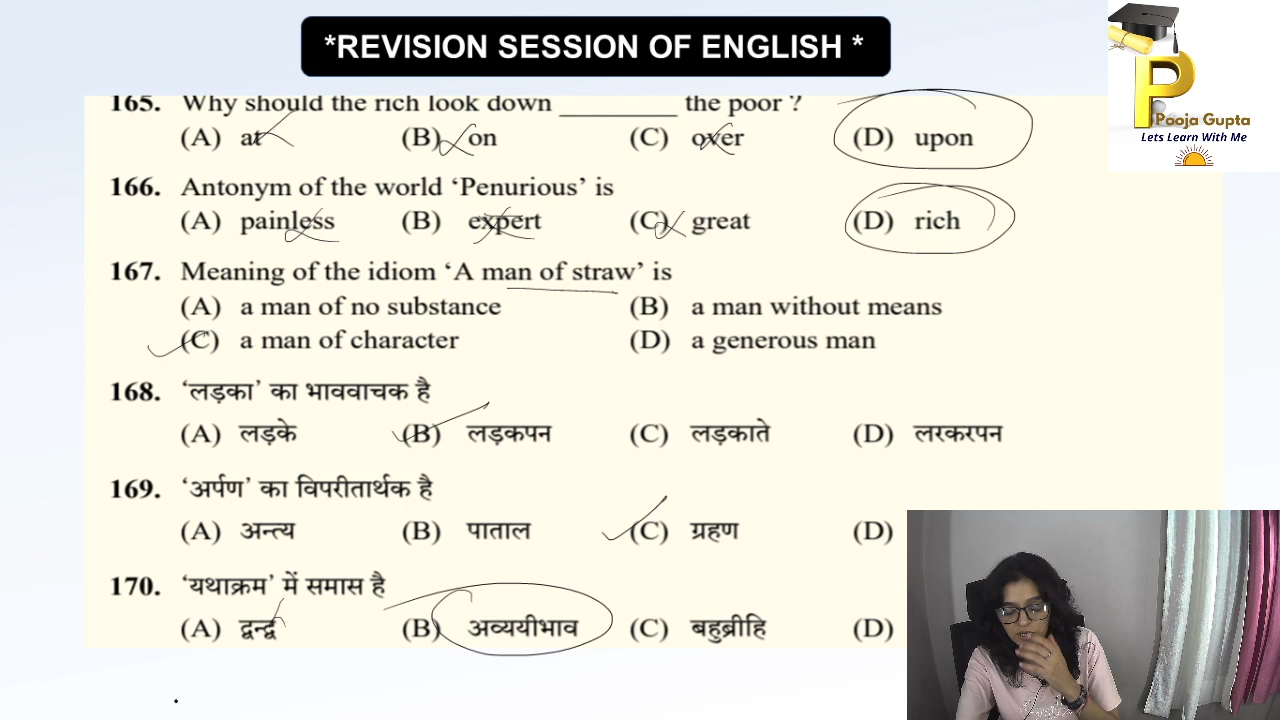 *REVISION SESSION OF ENGLISH *
P
Pooja Gupta
Lets Learn With Me
165. Why should the rich look down ________ the poor ?
(A) at (B) on (C) over (D) upon
166. Antonym of the world ‘Penurious’ is
(A) painless (B) expert (C) great (D) rich
167. Meaning of the idiom ‘A man of straw’ is
(A) a man of no substance (B) a man without means
(C) a man of character (D) a generous man
168. ‘लड़का’ का भाववाचक है
(A) लड़के (B) लड़कपन (C) लड़काते (D) लरकरपन
169. ‘अर्पण’ का विपरीतार्थक है
(A) अन्त्य (B) पाताल (C) ग्रहण (D)
170. ‘यथाक्रम’ में समास है
(A) द्वन्द्व (B) अव्ययीभाव (C) बहुब्रीहि (D)